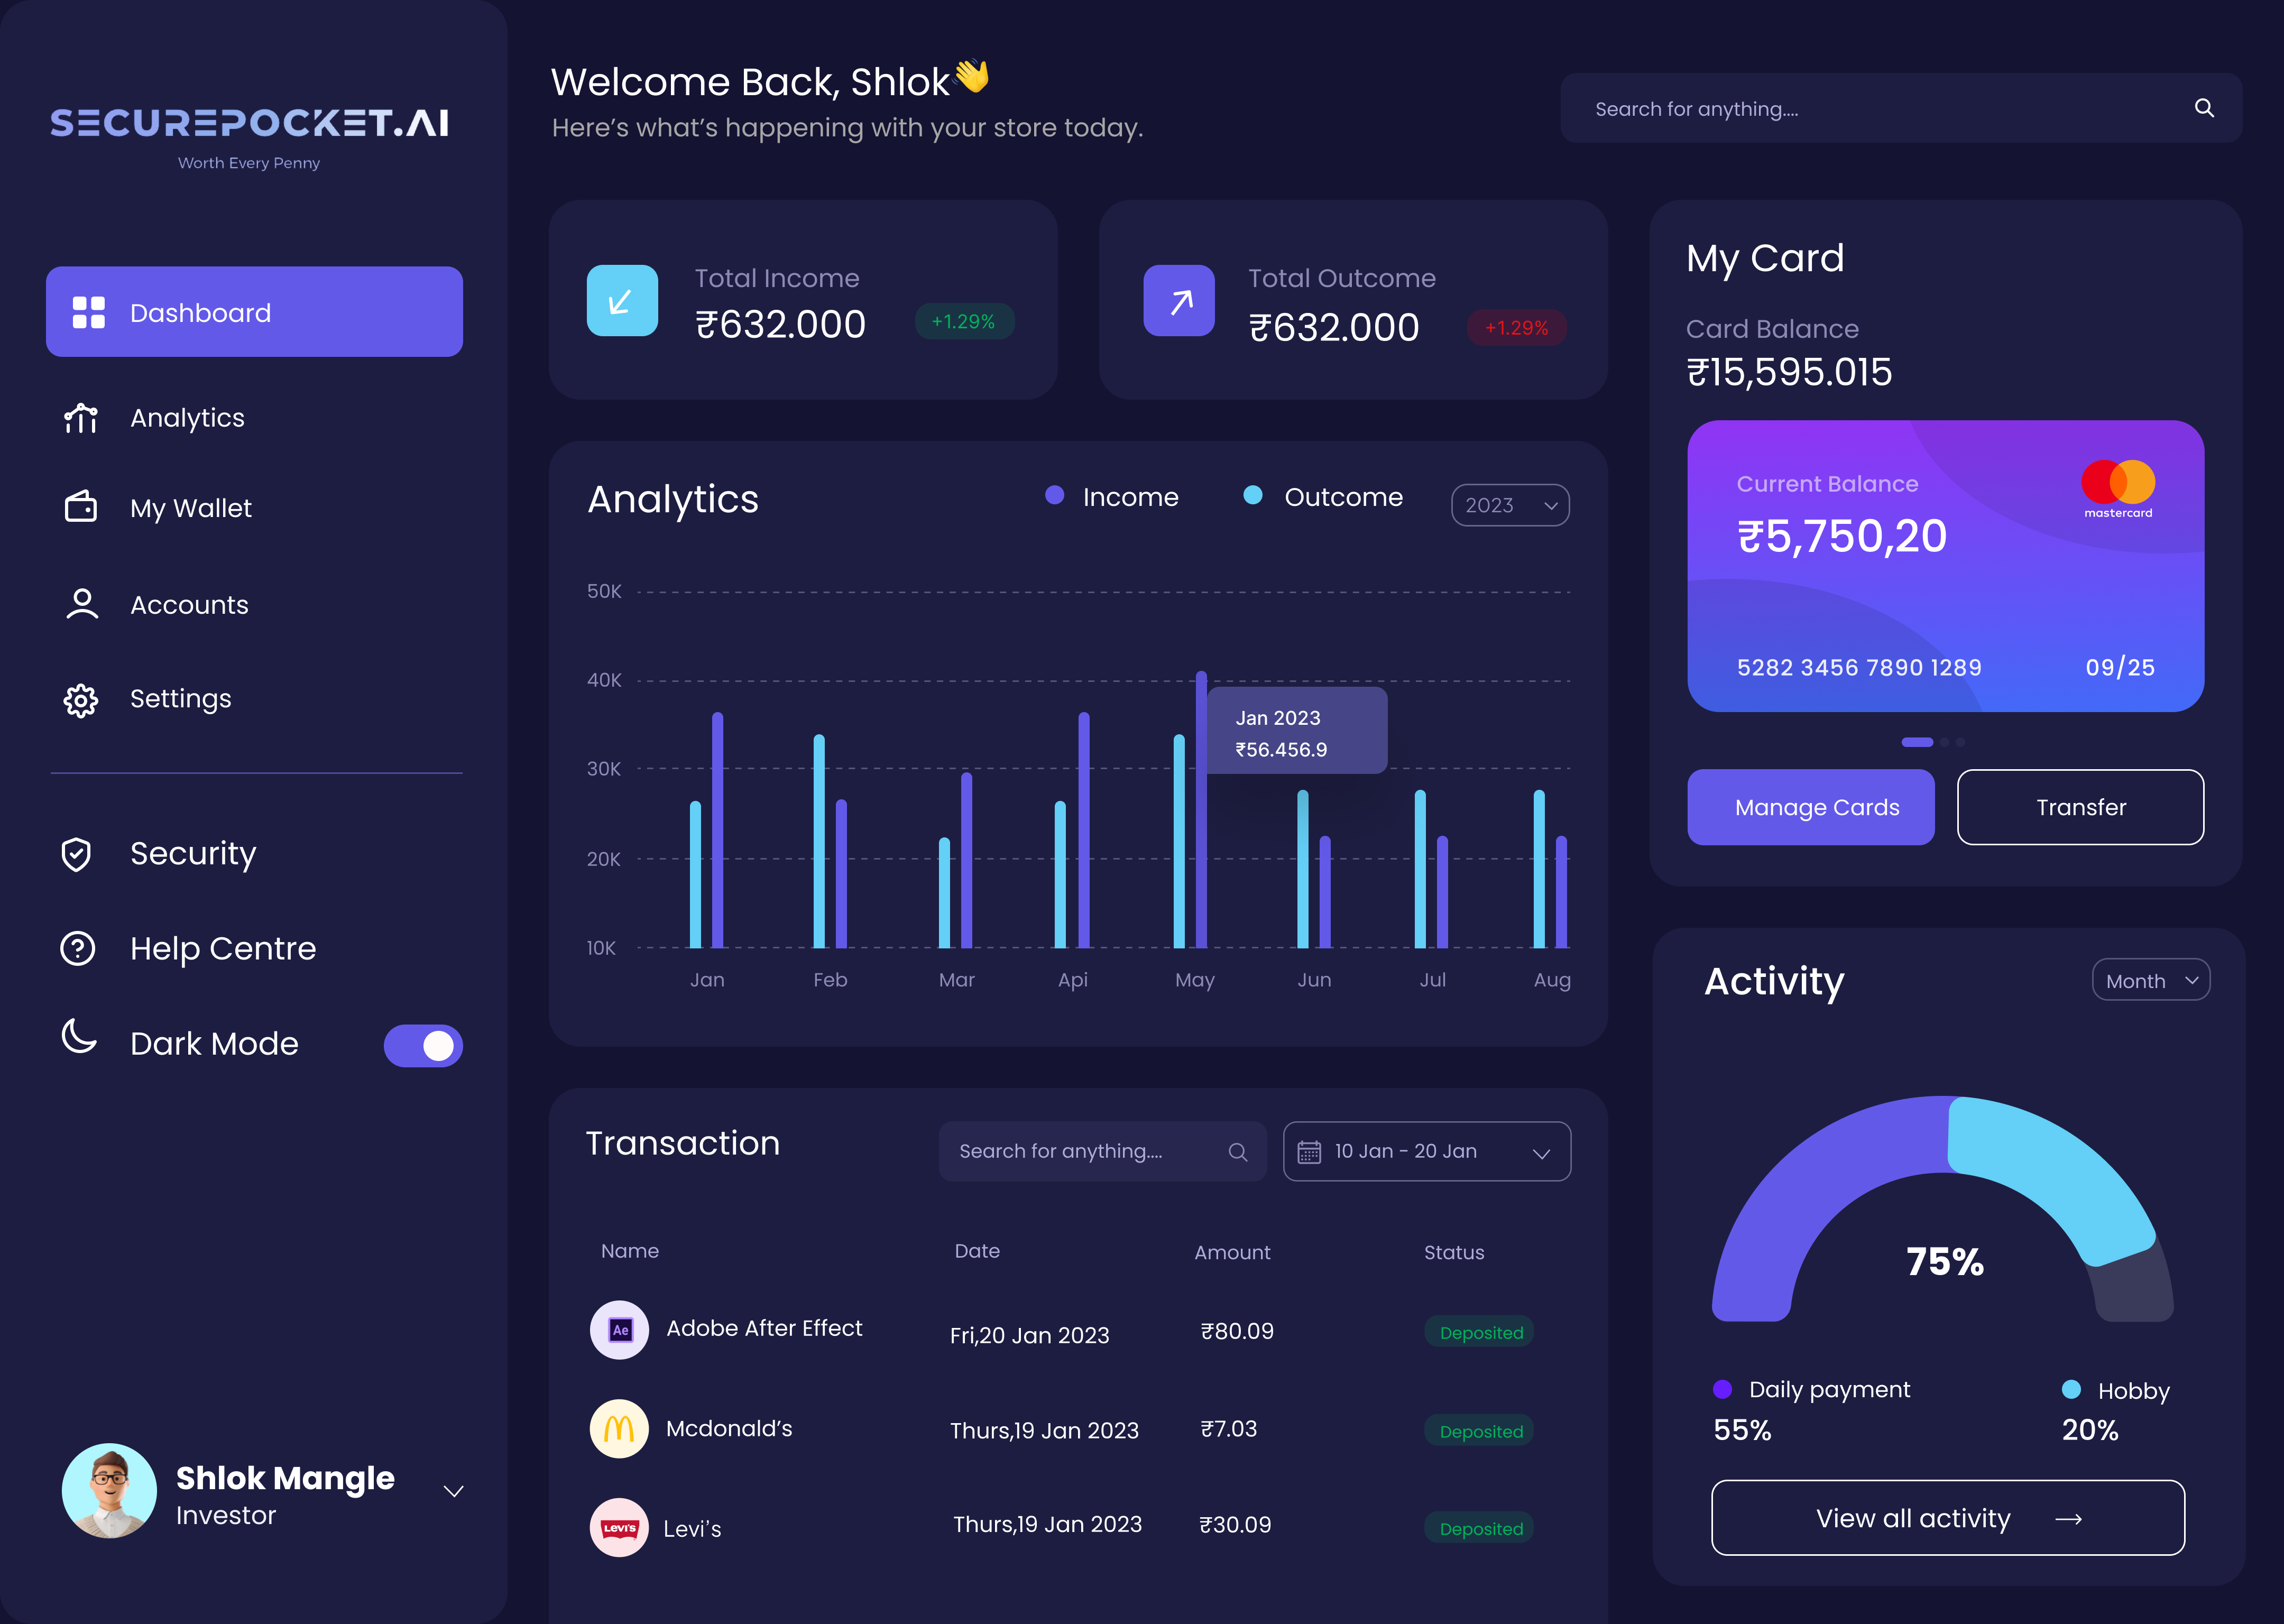 SECUREPOCKET.AI
Worth Every Penny
Dashboard
Analytics
My Wallet
Accounts
Settings
Security
Help Centre
Dark Mode
Shlok Mangle
Investor
Welcome Back, Shlok👋
Here’s what’s happening with your store today.
Search for anything....
Total Income
₹632.000
+1.29%
Total Outcome
₹632.000
+1.29%
Analytics
Income
Outcome
2023
50K
40K
30K
20K
10K
Jan 2023
₹56.456.9
Jan
Feb
Mar
Api
May
Jun
Jul
Aug
Transaction
Search for anything....
10 Jan - 20 Jan
Name Date Amount Status
Ae Adobe After Effect Fri,20 Jan 2023 ₹80.09 Deposited
Mcdonald’s Thurs,19 Jan 2023 ₹7.03 Deposited
Levi's Levi’s Thurs,19 Jan 2023 ₹30.09 Deposited
My Card
Card Balance
₹15,595.015
Current Balance
₹5,750,20
mastercard
5282 3456 7890 1289 09/25
Manage Cards
Transfer
Activity
Month
75%
Daily payment
55%
Hobby
20%
View all activity